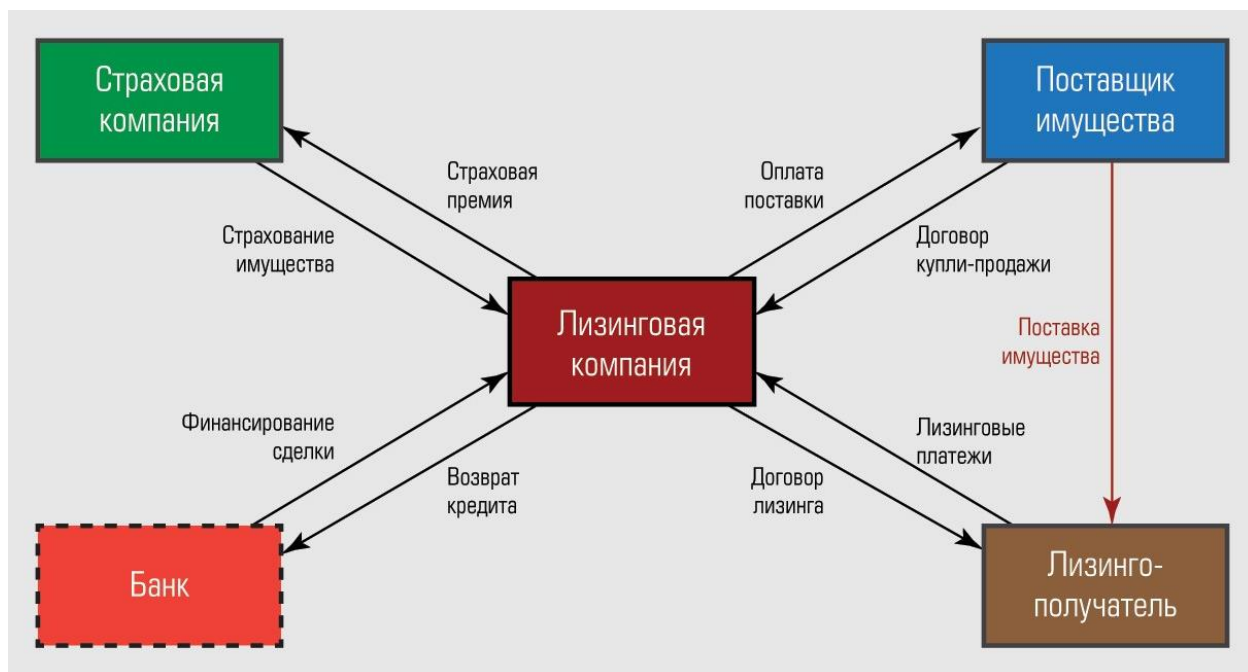 Страховая
компания
Поставщик
имущества
Страховая
премия
Оплата
поставки
Страхование
имущества
Договор
купли-продажи
Лизинговая
компания
Поставка
имущества
Финансирование
сделки
Лизинговые
платежи
Возврат
кредита
Договор
лизинга
Банк
Лизинго-
получатель